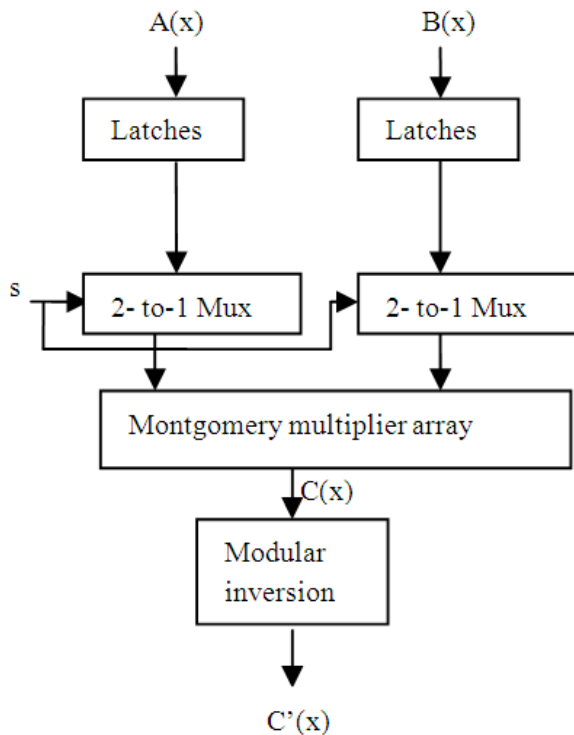 A(x)
B(x)
Latches
Latches
s
2- to-1 Mux
2- to-1 Mux
Montgomery multiplier array
C(x)
Modular
inversion
C’(x)